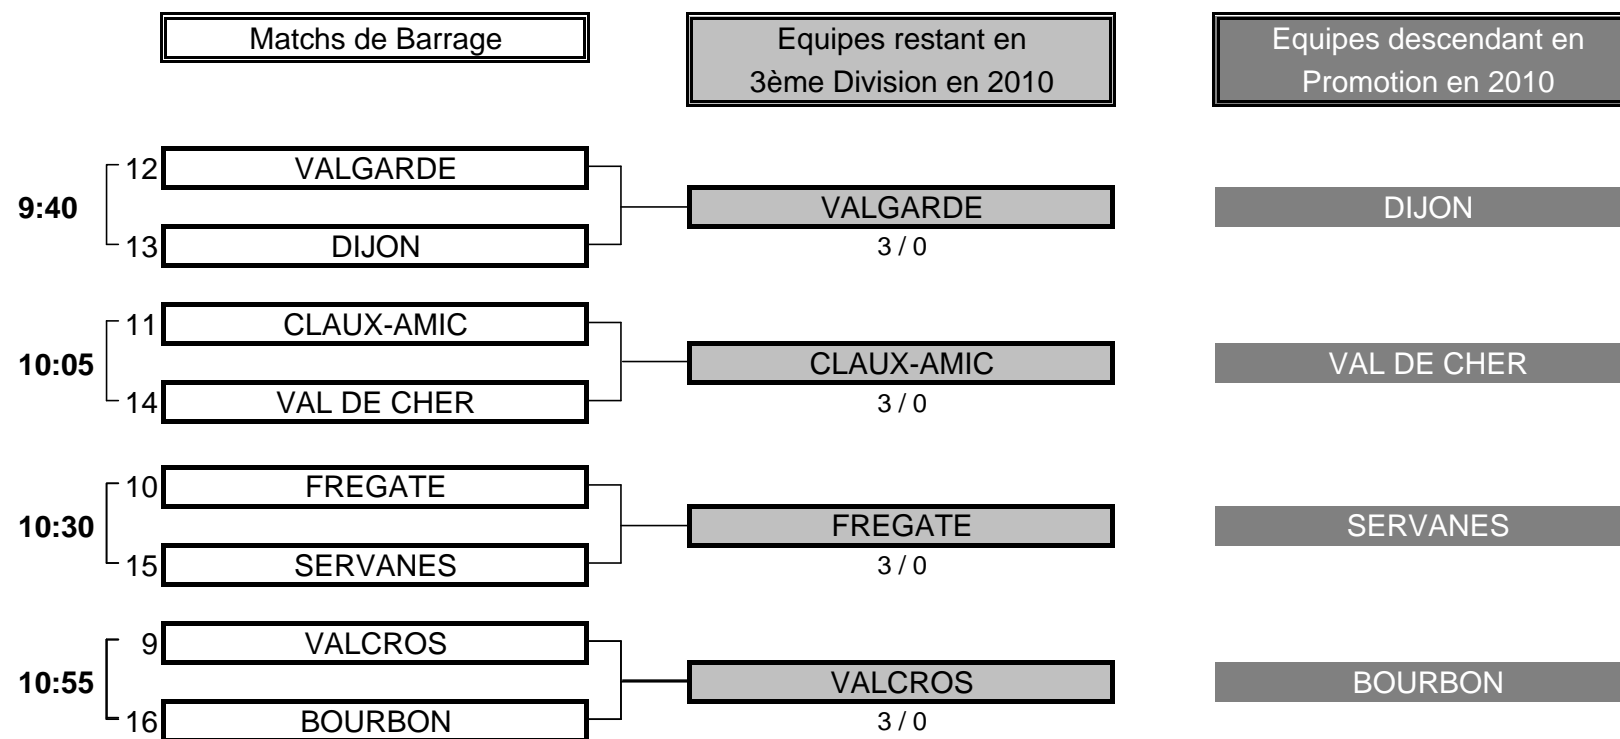 Matchs de Barrage
Equipes restant en
3ème Division en 2010
Equipes descendant en
Promotion en 2010
9:40
12 VALGARDE
13 DIJON
VALGARDE
3 / 0
DIJON
10:05
11 CLAUX-AMIC
14 VAL DE CHER
CLAUX-AMIC
3 / 0
VAL DE CHER
10:30
10 FREGATE
15 SERVANES
FREGATE
3 / 0
SERVANES
10:55
9 VALCROS
16 BOURBON
VALCROS
3 / 0
BOURBON